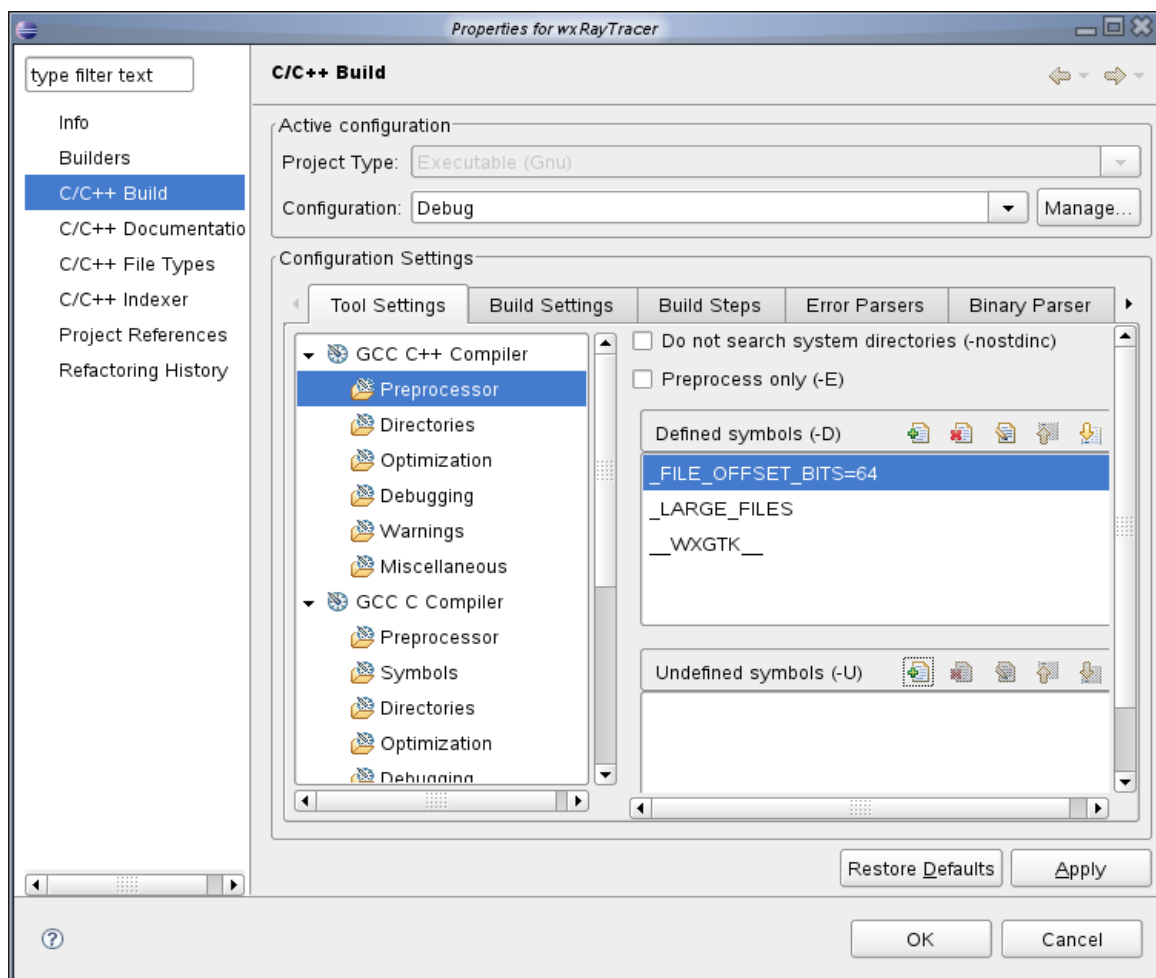 Properties for wxRayTracer
type filter text
Info
Builders
C/C++ Build
C/C++ Documentatio
C/C++ File Types
C/C++ Indexer
Project References
Refactoring History
C/C++ Build
Active configuration
Project Type: Executable (Gnu)
Configuration: Debug Manage...
Configuration Settings
Tool Settings Build Settings Build Steps Error Parsers Binary Parser
GCC C++ Compiler
Preprocessor
Directories
Optimization
Debugging
Warnings
Miscellaneous
GCC C Compiler
Preprocessor
Symbols
Directories
Optimization
Debugging
Do not search system directories (-nostdinc)
Preprocess only (-E)
Defined symbols (-D)
_FILE_OFFSET_BITS=64
_LARGE_FILES
__WXGTK__
Undefined symbols (-U)
Restore Defaults Apply
OK Cancel